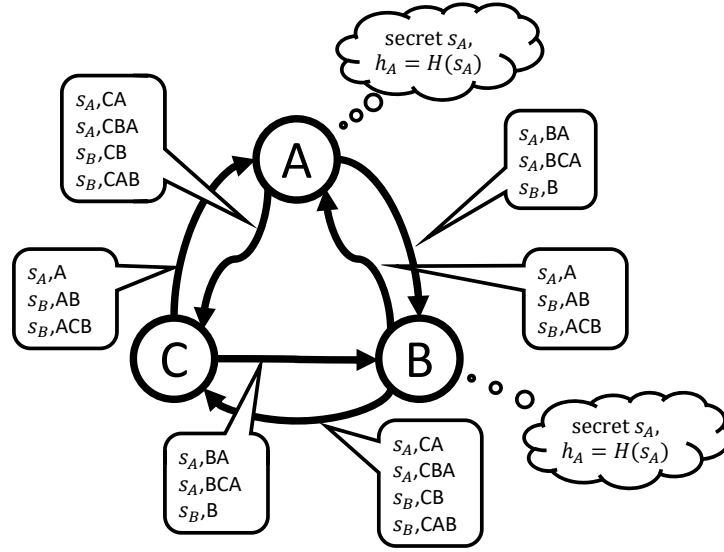 secret s_A,
h_A = H(s_A)
s_A,CA
s_A,CBA
s_B,CB
s_B,CAB
A
s_A,BA
s_A,BCA
s_B,B
s_A,A
s_B,AB
s_B,ACB
s_A,A
s_B,AB
s_B,ACB
C
B
secret s_A,
h_A = H(s_A)
s_A,BA
s_A,BCA
s_B,B
s_A,CA
s_A,CBA
s_B,CB
s_B,CAB